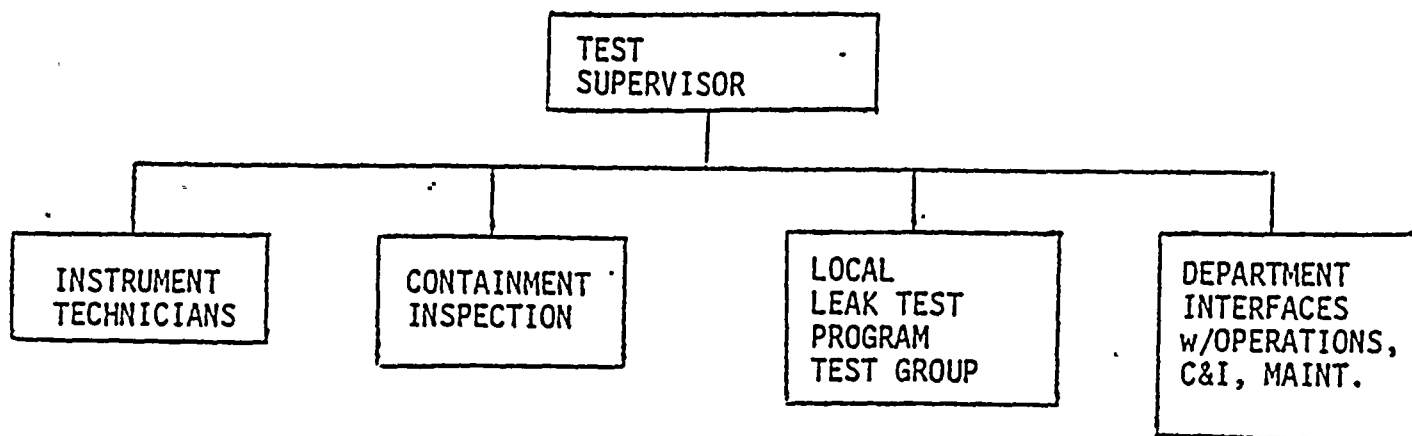 TEST
SUPERVISOR
INSTRUMENT
TECHNICIANS
CONTAINMENT
INSPECTION
LOCAL
LEAK TEST
PROGRAM
TEST GROUP
DEPARTMENT
INTERFACES
w/OPERATIONS,
C&I, MAINT.